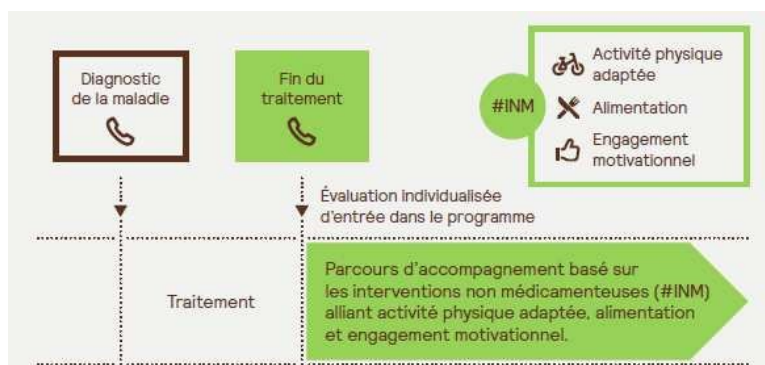 Diagnostic
de la maladie
Fin du
traitement
#INM
Activité physique
adaptée
Alimentation
Engagement
motivationnel
Évaluation individualisée
d'entrée dans le programme
Traitement
Parcours d'accompagnement basé sur
les interventions non médicamenteuses (#INM)
alliant activité physique adaptée, alimentation
et engagement motivationnel.